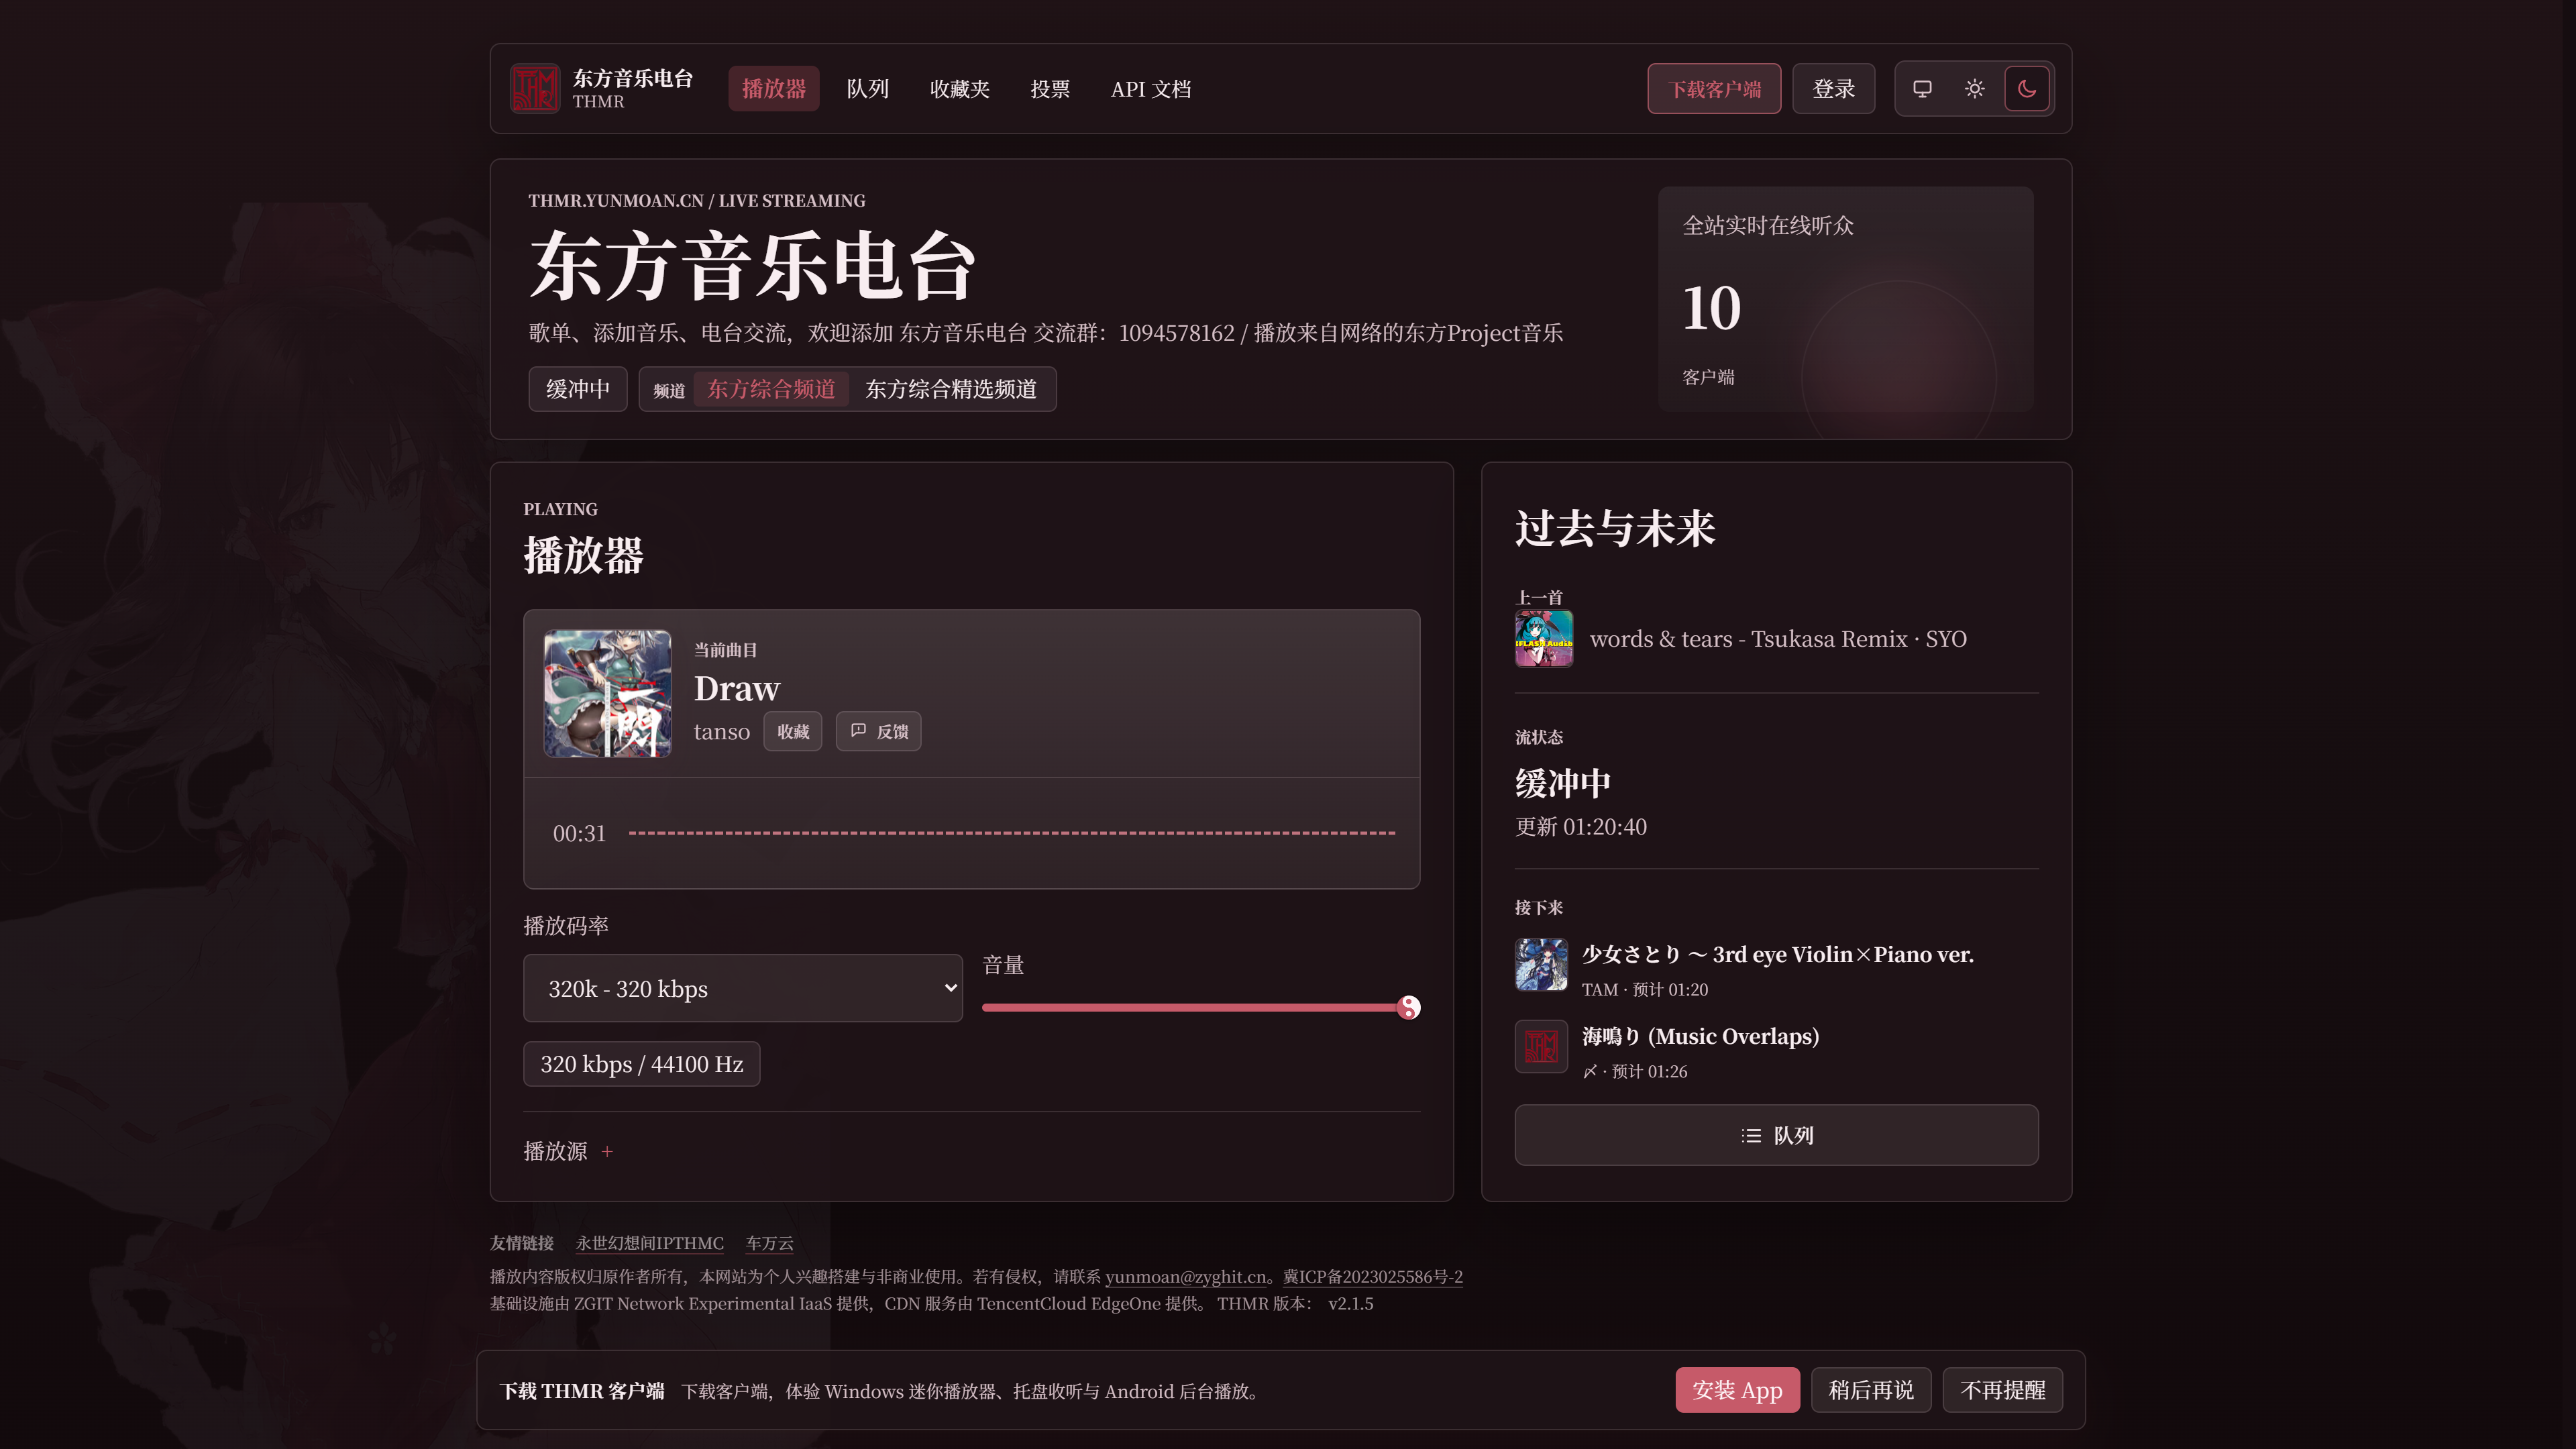 东方音乐电台
THMR
播放器 队列 收藏夹 投票 API 文档
下载客户端 登录
THMR.YUNMOAN.CN / LIVE STREAMING
东方音乐电台
歌单、添加音乐、电台交流，欢迎添加 东方音乐电台 交流群：1094578162 / 播放来自网络的东方Project音乐
缓冲中 频道 东方综合频道 东方综合精选频道
全站实时在线听众
10
客户端
PLAYING
播放器
当前曲目
Draw
tanso 收藏 反馈
一閃
00:31
播放码率
320k - 320 kbps
音量
320 kbps / 44100 Hz
播放源 +
过去与未来
上一首
words & tears - Tsukasa Remix · SYO
流状态
缓冲中
更新 01:20:40
接下来
少女さとり ～ 3rd eye Violin×Piano ver.
TAM · 预计 01:20
海鳴り (Music Overlaps)
〆 · 预计 01:26
队列
友情链接 永世幻想间IPTHMC 车万云
播放内容版权归原作者所有，本网站为个人兴趣搭建与非商业使用。若有侵权，请联系 yunmoan@zyghit.cn。冀ICP备2023025586号-2
基础设施由 ZGIT Network Experimental IaaS 提供，CDN 服务由 TencentCloud EdgeOne 提供。 THMR 版本： v2.1.5
下载 THMR 客户端 下载客户端，体验 Windows 迷你播放器、托盘收听与 Android 后台播放。
安装 App 稍后再说 不再提醒